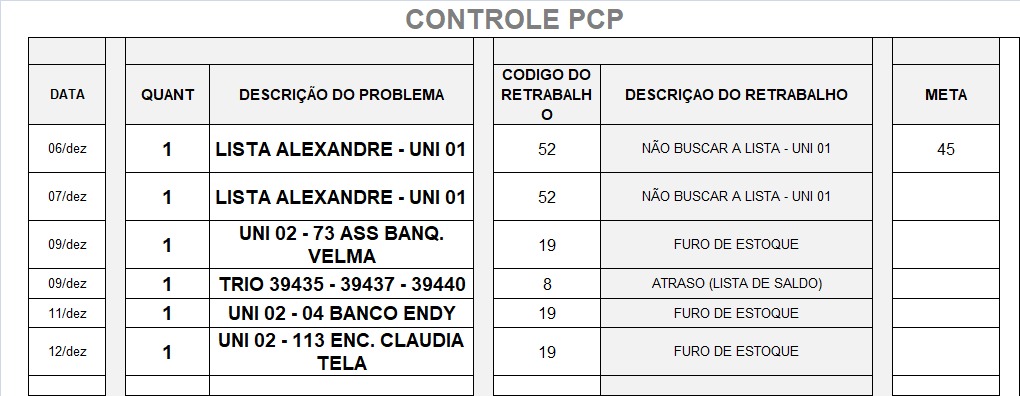 CONTROLE PCP
DATA QUANT DESCRIÇÃO DO PROBLEMA CODIGO DO RETRABALHO DESCRIÇAO DO RETRABALHO META
06/dez 1 LISTA ALEXANDRE - UNI 01 52 NÃO BUSCAR A LISTA - UNI 01 45
07/dez 1 LISTA ALEXANDRE - UNI 01 52 NÃO BUSCAR A LISTA - UNI 01
09/dez 1 UNI 02 - 73 ASS BANQ. VELMA 19 FURO DE ESTOQUE
09/dez 1 TRIO 39435 - 39437 - 39440 8 ATRASO (LISTA DE SALDO)
11/dez 1 UNI 02 - 04 BANCO ENDY 19 FURO DE ESTOQUE
12/dez 1 UNI 02 - 113 ENC. CLAUDIA TELA 19 FURO DE ESTOQUE